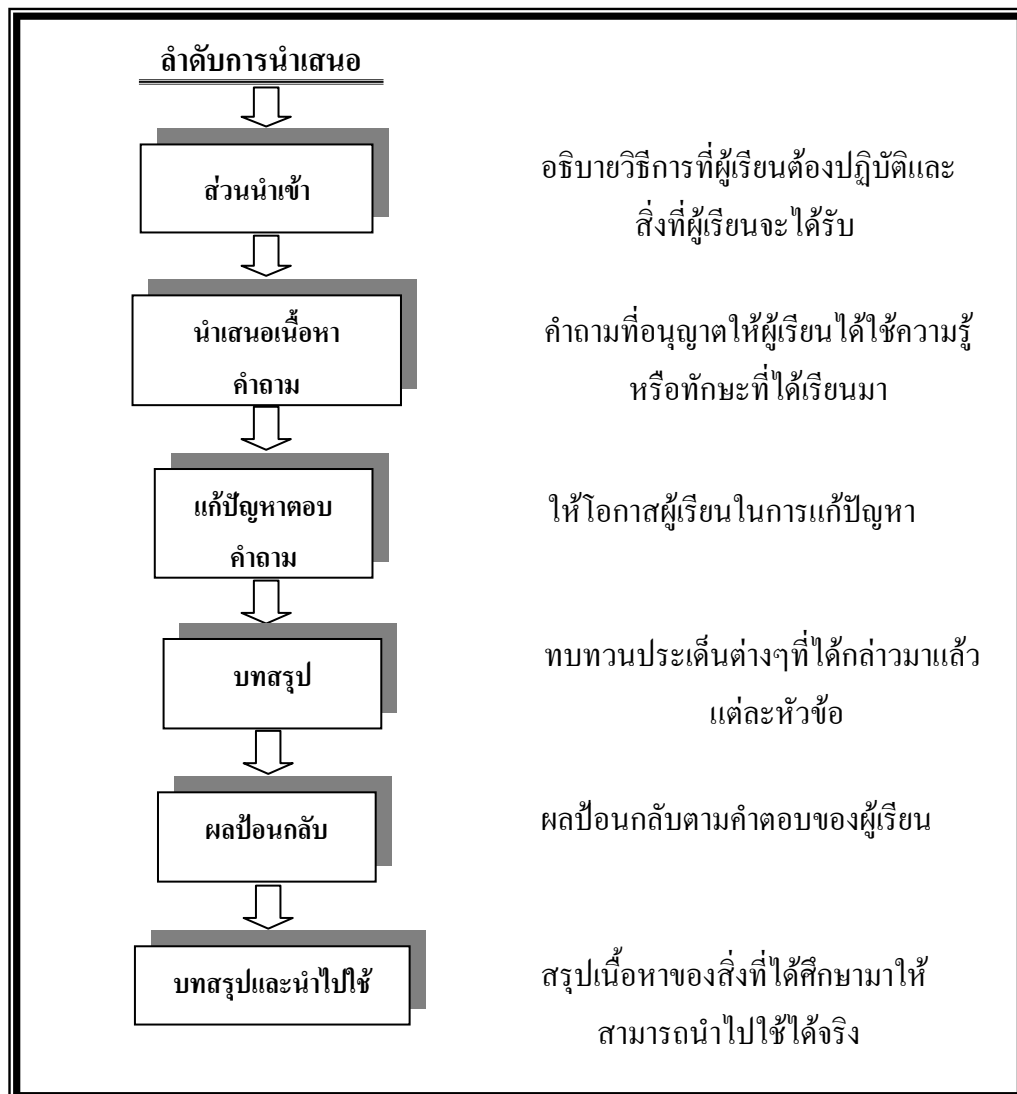 ลำดับการนำเสนอ
ส่วนนำเข้า
อธิบายวิธีการที่ผู้เรียนต้องปฏิบัติและ
สิ่งที่ผู้เรียนจะได้รับ
นำเสนอเนื้อหา
คำถาม
คำถามที่อนุญาตให้ผู้เรียนได้ใช้ความรู้
หรือทักษะที่ได้เรียนมา
แก้ปัญหาตอบ
คำถาม
ให้โอกาสผู้เรียนในการแก้ปัญหา
บทสรุป
ทบทวนประเด็นต่างๆที่ได้กล่าวมาแล้ว
แต่ละหัวข้อ
ผลป้อนกลับ
ผลป้อนกลับตามคำตอบของผู้เรียน
บทสรุปและนำไปใช้
สรุปเนื้อหาของสิ่งที่ได้ศึกษามาให้
สามารถนำไปใช้ได้จริง